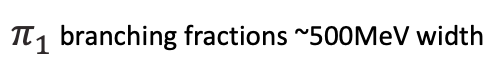 π₁ branching fractions ~500MeV width